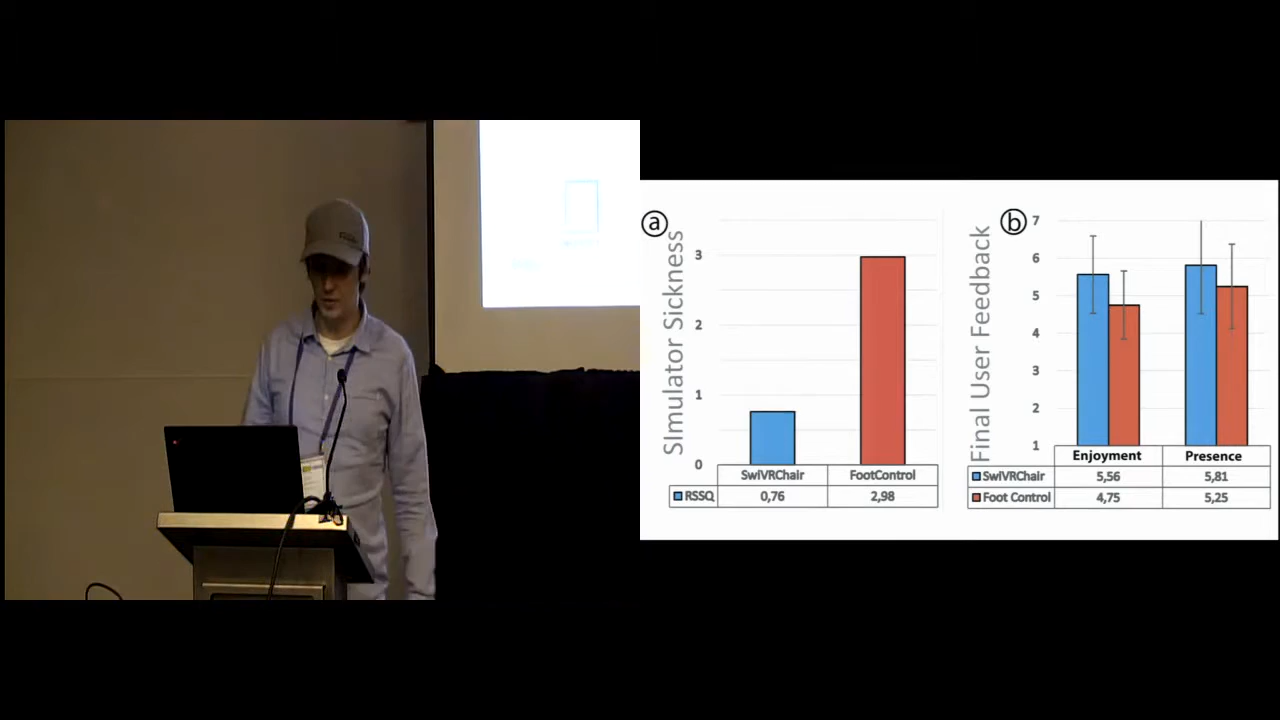 a
SImulator Sickness
3
2
1
0
SwiVRChair FootControl
RSSQ 0,76 2,98
b
Final User Feedback
7
6
5
4
3
2
1
Enjoyment Presence
SwiVRChair 5,56 5,81
Foot Control 4,75 5,25